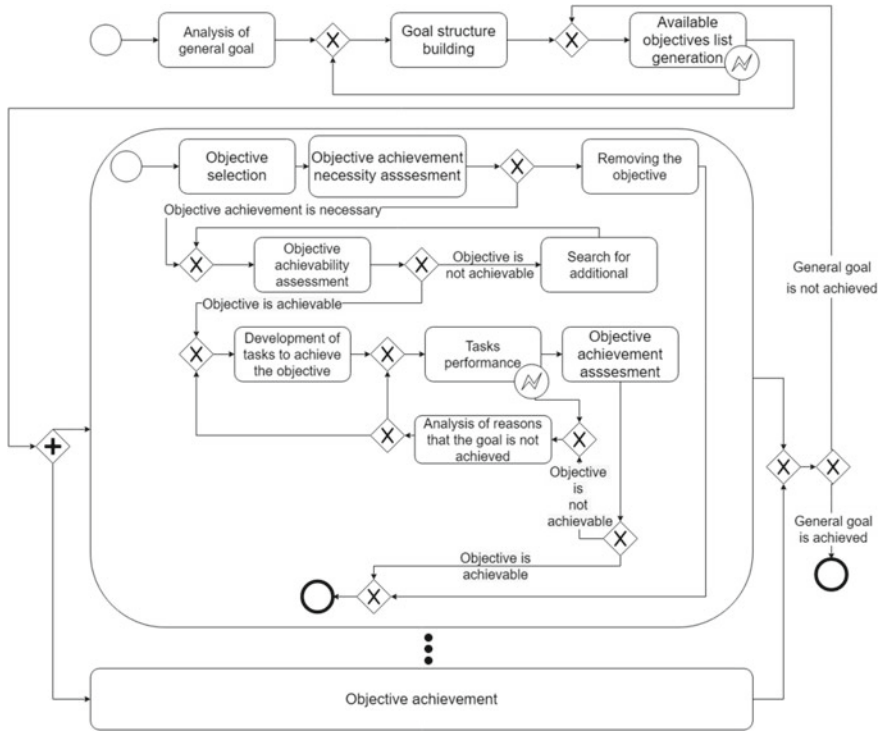 Analysis of
general goal
X
Goal structure
building
X
Available
objectives list
generation
Objective
selection
Objective achievement
necessity asssesment
X
Removing the
objective
Objective achievement is necessary
X
Objective
achievability
assessment
X
Objective is
not achievable
Search for
additional
General goal
is not achieved
Objective is achievable
X
Development of
tasks to achieve
the objective
X
Tasks
performance
Objective
achievement
asssesment
X
Analysis of reasons
that the goal is not
achieved
X
Objective
is
not
achievable
X
X
X
General goal
is achieved
Objective is
achievable
X
Objective achievement